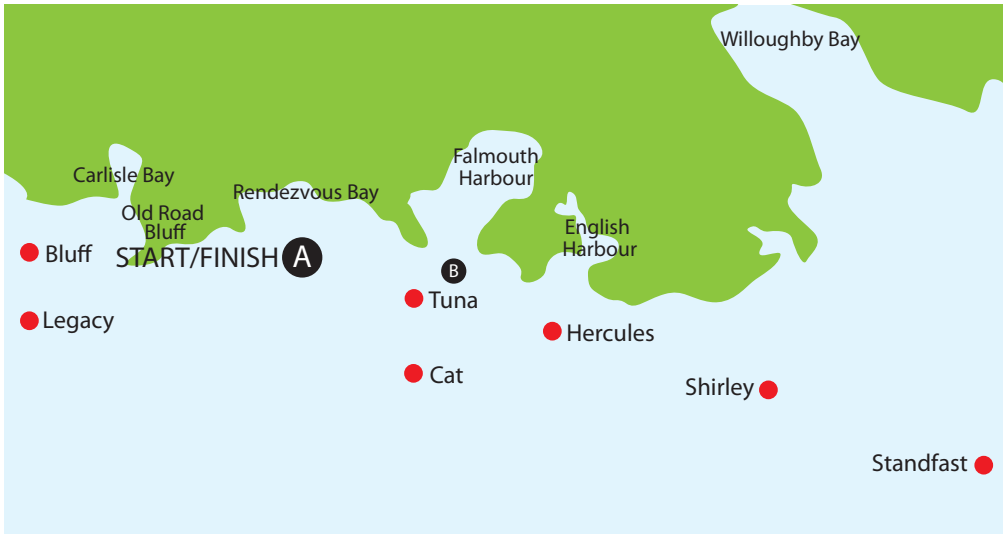 Willoughby Bay
Falmouth
Harbour
Carlisle Bay
Rendezvous Bay
Old Road
Bluff
English
Harbour
Bluff
START/FINISH A
B
Tuna
Legacy
Hercules
Cat
Shirley
Standfast